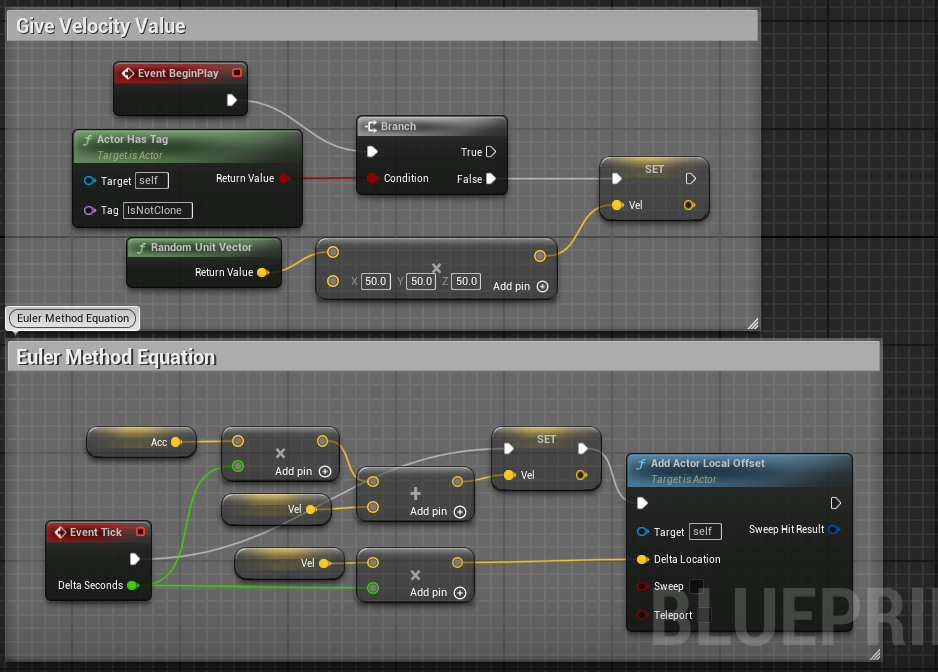 Give Velocity Value
Event BeginPlay
Actor Has Tag
Target is Actor
Target self
Return Value
Tag IsNotClone
Branch
True
Condition
False
SET
Vel
Random Unit Vector
Return Value
X 50.0 Y 50.0 Z 50.0
Add pin
Euler Method Equation
Euler Method Equation
Acc
Add pin
Vel
Add pin
SET
Vel
Event Tick
Delta Seconds
Vel
Add pin
Add Actor Local Offset
Target is Actor
Target self
Sweep Hit Result
Delta Location
Sweep
Teleport
BLUEPRI